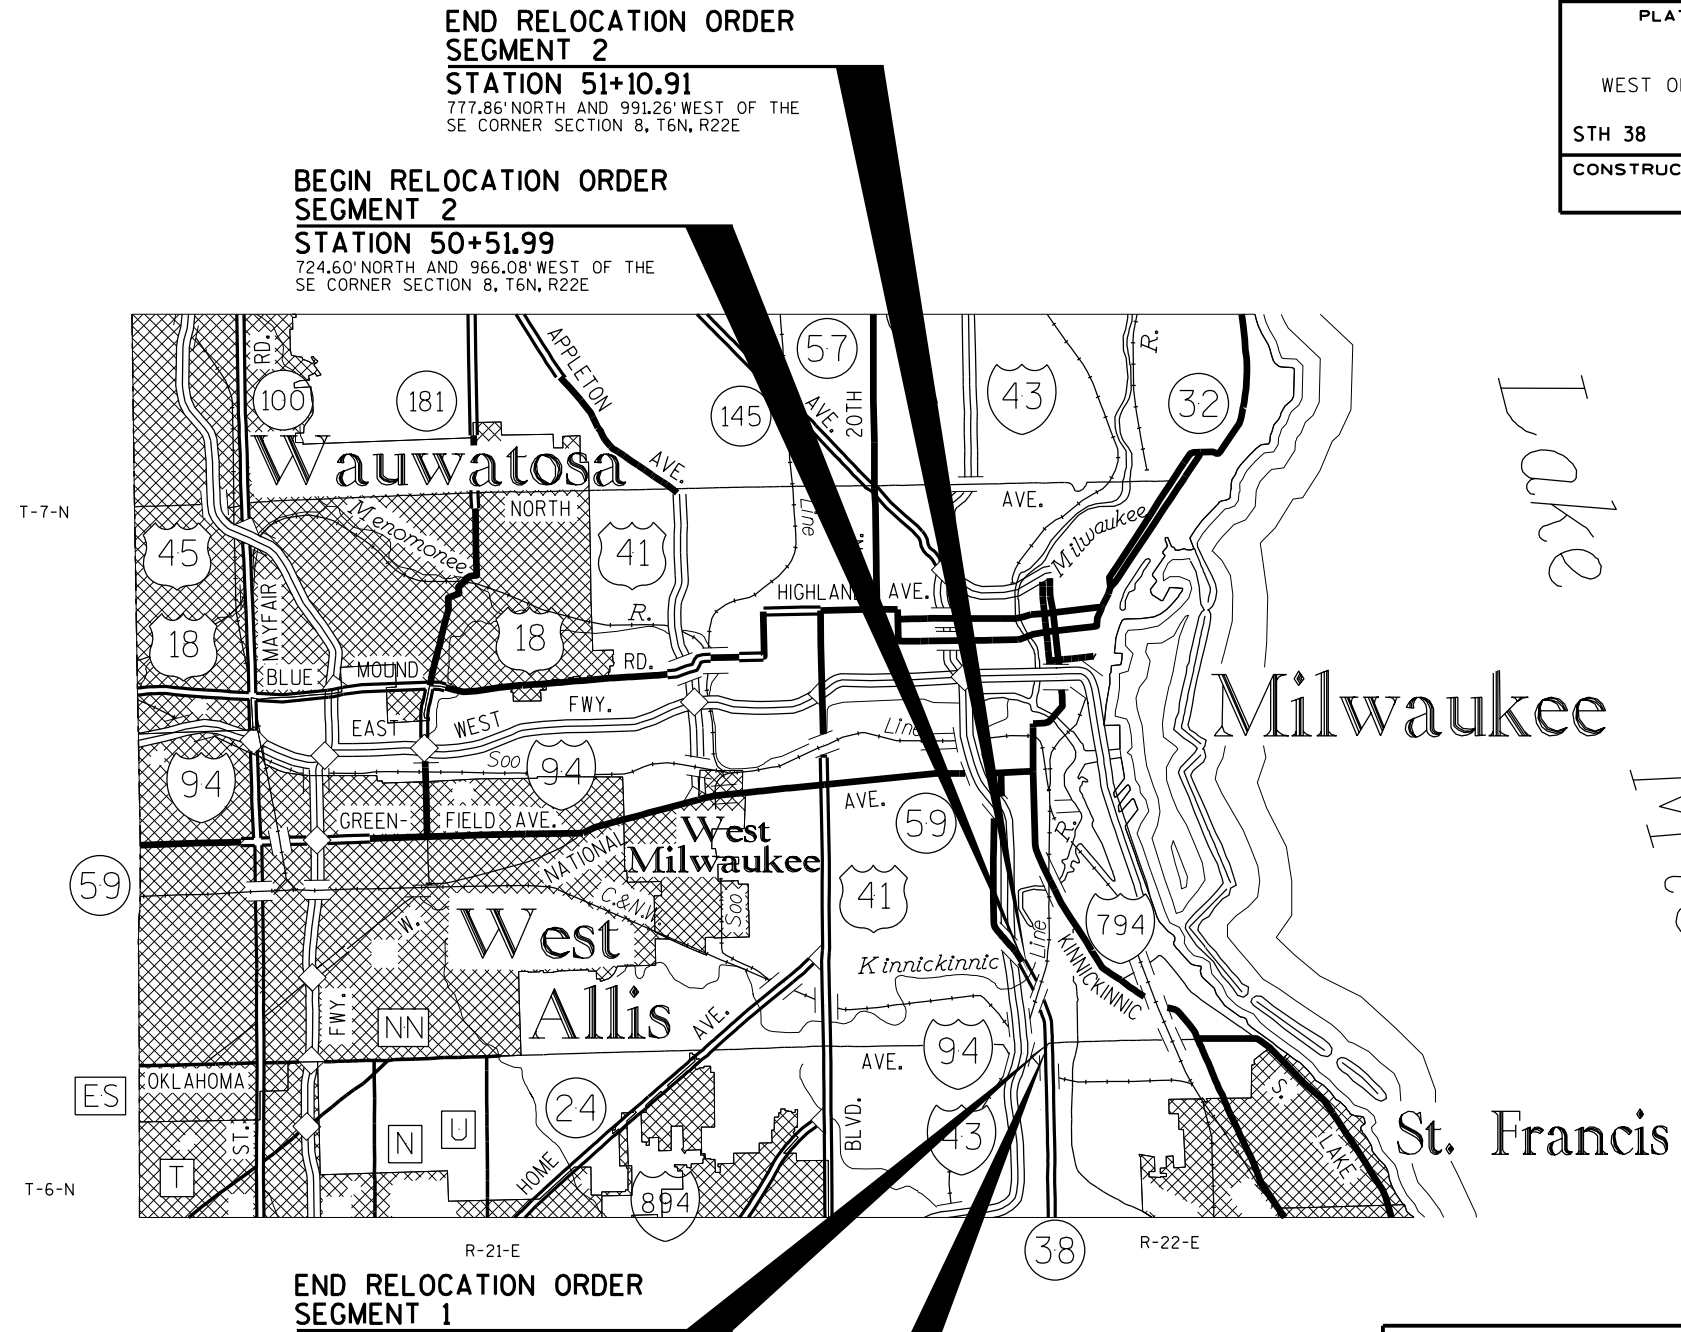 END RELOCATION ORDER
SEGMENT 2
STATION 51+10.91
777.86' NORTH AND 991.26' WEST OF THE
SE CORNER SECTION 8, T6N, R22E
WEST
STH 38
BEGIN RELOCATION ORDER
SEGMENT 2
STATION 50+51.99
724.60' NORTH AND 966.08' WEST OF THE
SE CORNER SECTION 8, T6N, R22E
RD.
100
181
APPLETON
AVE.
145
57
AVE.
20TH
43
R.
32
Lake
Wauwatosa
T-7-N
NORTH
AVE.
Menomonee
Line
Milwaukee
45
41
MAYFAIR
HIGHLAND AVE.
18
18
R.
BLUE MOUND
RD.
EAST WEST FWY.
Milwaukee
Soo
Line
94
94
GREEN-FIELD AVE.
AVE.
59
West
Milwaukee
R.
59
NATIONAL
C.&N.W.
Soo
41
794
W.
West
Allis
Kinnickinnic
Line
KINNICKINNIC
FWY.
NN
AVE.
94
OKLAHOMA
AVE.
ES
24
BLVD.
43
S.
LAKE
St. Francis
ST.
N
U
T
HOME
T-6-N
FWY.
894
R-21-E
38
R-22-E
END RELOCATION ORDER
SEGMENT 1